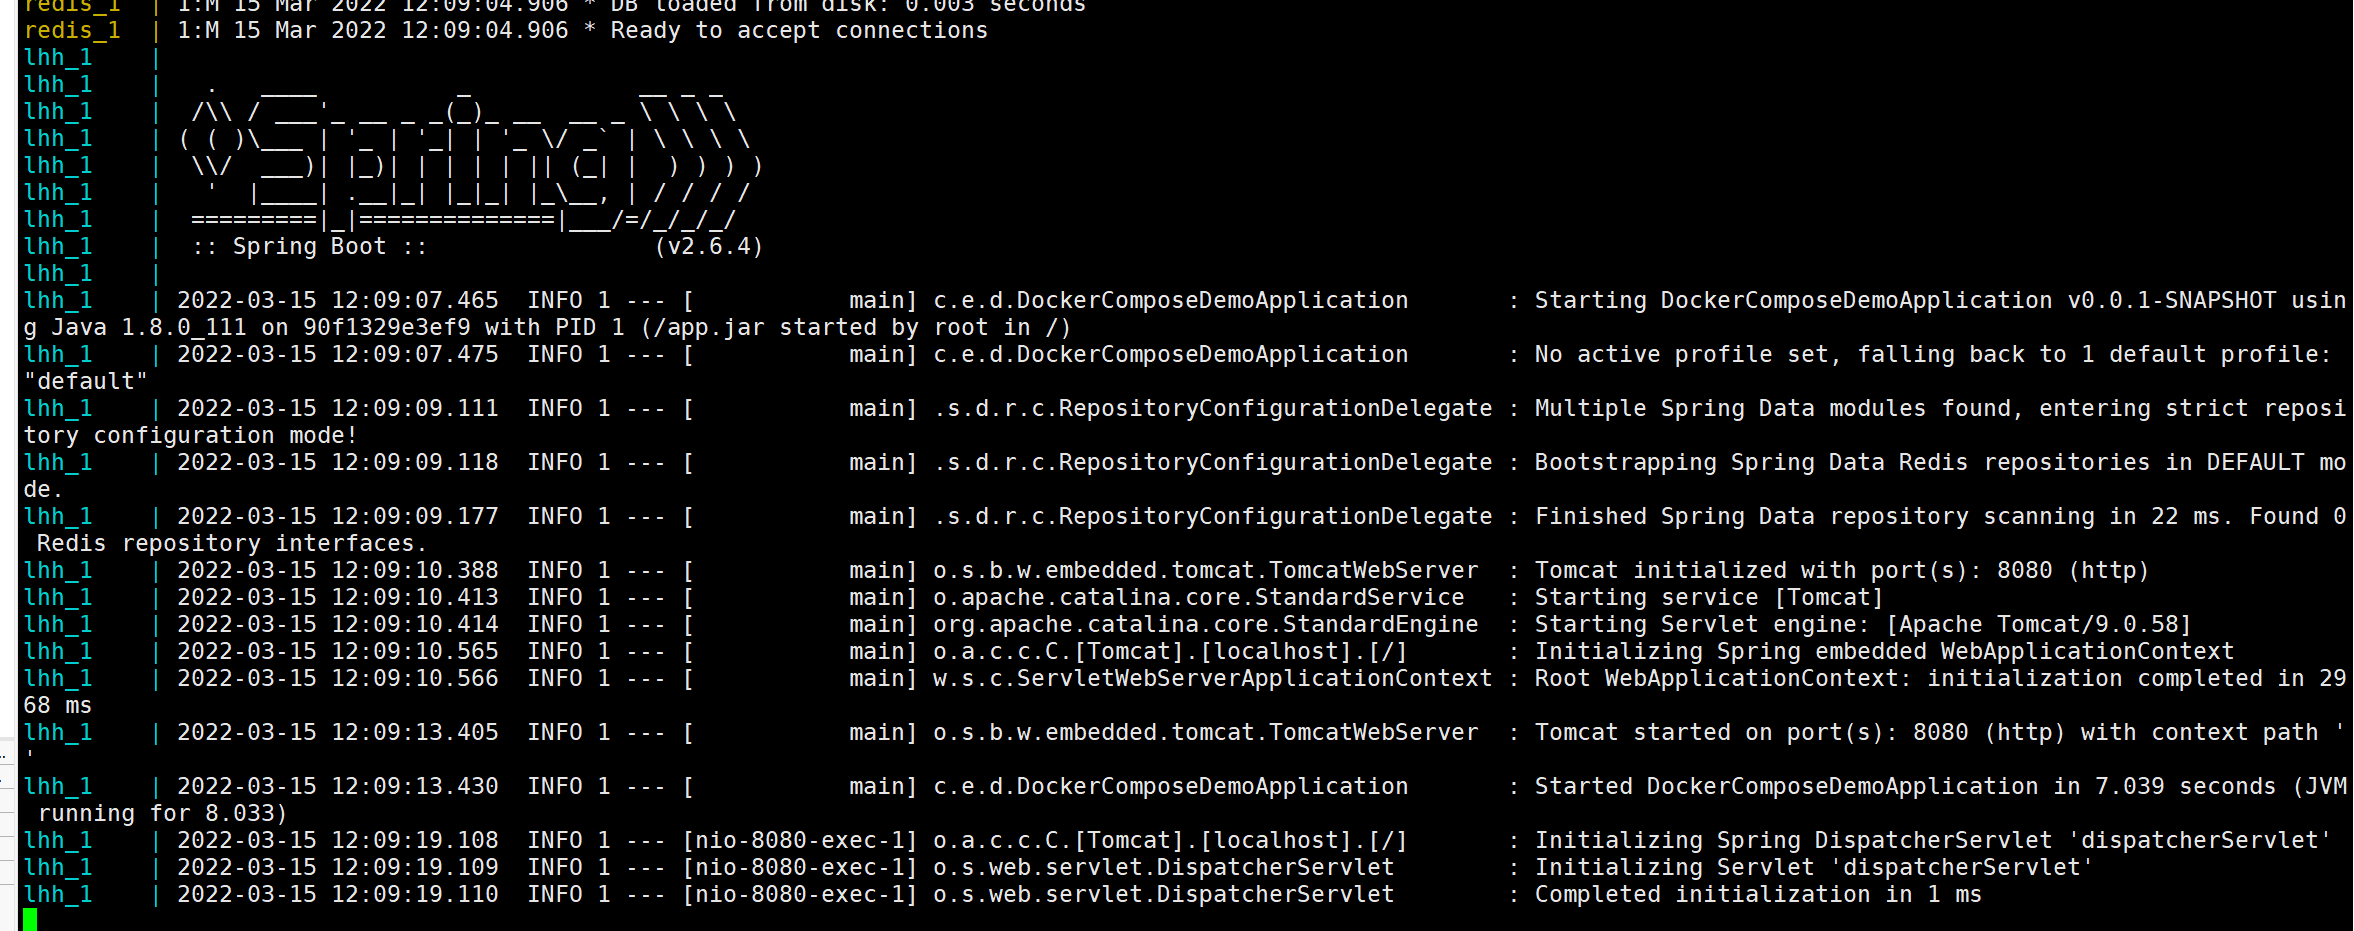 redis_1  | 1:M 15 Mar 2022 12:09:04.906 * DB loaded from disk: 0.003 seconds
redis_1  | 1:M 15 Mar 2022 12:09:04.906 * Ready to accept connections
lhh_1    |
lhh_1    |   .   ____          _            __ _ _
lhh_1    |  /\\ / ___'_ __ _ _(_)_ __  __ _ \ \ \ \
lhh_1    | ( ( )\___ | '_ | '_| | '_ \/ _` | \ \ \ \
lhh_1    |  \\/  ___)| |_)| | | | | || (_| |  ) ) ) )
lhh_1    |   '  |____| .__|_| |_|_| |_\__, | / / / /
lhh_1    |  =========|_|==============|___/=/_/_/_/
lhh_1    |  :: Spring Boot ::                (v2.6.4)
lhh_1    |
lhh_1    | 2022-03-15 12:09:07.465  INFO 1 --- [           main] c.e.d.DockerComposeDemoApplication       : Starting DockerComposeDemoApplication v0.0.1-SNAPSHOT usin
g Java 1.8.0_111 on 90f1329e3ef9 with PID 1 (/app.jar started by root in /)
lhh_1    | 2022-03-15 12:09:07.475  INFO 1 --- [           main] c.e.d.DockerComposeDemoApplication       : No active profile set, falling back to 1 default profile:
"default"
lhh_1    | 2022-03-15 12:09:09.111  INFO 1 --- [           main] .s.d.r.c.RepositoryConfigurationDelegate : Multiple Spring Data modules found, entering strict reposi
tory configuration mode!
lhh_1    | 2022-03-15 12:09:09.118  INFO 1 --- [           main] .s.d.r.c.RepositoryConfigurationDelegate : Bootstrapping Spring Data Redis repositories in DEFAULT mo
de.
lhh_1    | 2022-03-15 12:09:09.177  INFO 1 --- [           main] .s.d.r.c.RepositoryConfigurationDelegate : Finished Spring Data repository scanning in 22 ms. Found 0
 Redis repository interfaces.
lhh_1    | 2022-03-15 12:09:10.388  INFO 1 --- [           main] o.s.b.w.embedded.tomcat.TomcatWebServer  : Tomcat initialized with port(s): 8080 (http)
lhh_1    | 2022-03-15 12:09:10.413  INFO 1 --- [           main] o.apache.catalina.core.StandardService   : Starting service [Tomcat]
lhh_1    | 2022-03-15 12:09:10.414  INFO 1 --- [           main] org.apache.catalina.core.StandardEngine  : Starting Servlet engine: [Apache Tomcat/9.0.58]
lhh_1    | 2022-03-15 12:09:10.565  INFO 1 --- [           main] o.a.c.c.C.[Tomcat].[localhost].[/]       : Initializing Spring embedded WebApplicationContext
lhh_1    | 2022-03-15 12:09:10.566  INFO 1 --- [           main] w.s.c.ServletWebServerApplicationContext : Root WebApplicationContext: initialization completed in 29
68 ms
lhh_1    | 2022-03-15 12:09:13.405  INFO 1 --- [           main] o.s.b.w.embedded.tomcat.TomcatWebServer  : Tomcat started on port(s): 8080 (http) with context path '
'
lhh_1    | 2022-03-15 12:09:13.430  INFO 1 --- [           main] c.e.d.DockerComposeDemoApplication       : Started DockerComposeDemoApplication in 7.039 seconds (JVM
 running for 8.033)
lhh_1    | 2022-03-15 12:09:19.108  INFO 1 --- [nio-8080-exec-1] o.a.c.c.C.[Tomcat].[localhost].[/]       : Initializing Spring DispatcherServlet 'dispatcherServlet'
lhh_1    | 2022-03-15 12:09:19.109  INFO 1 --- [nio-8080-exec-1] o.s.web.servlet.DispatcherServlet        : Initializing Servlet 'dispatcherServlet'
lhh_1    | 2022-03-15 12:09:19.110  INFO 1 --- [nio-8080-exec-1] o.s.web.servlet.DispatcherServlet        : Completed initialization in 1 ms